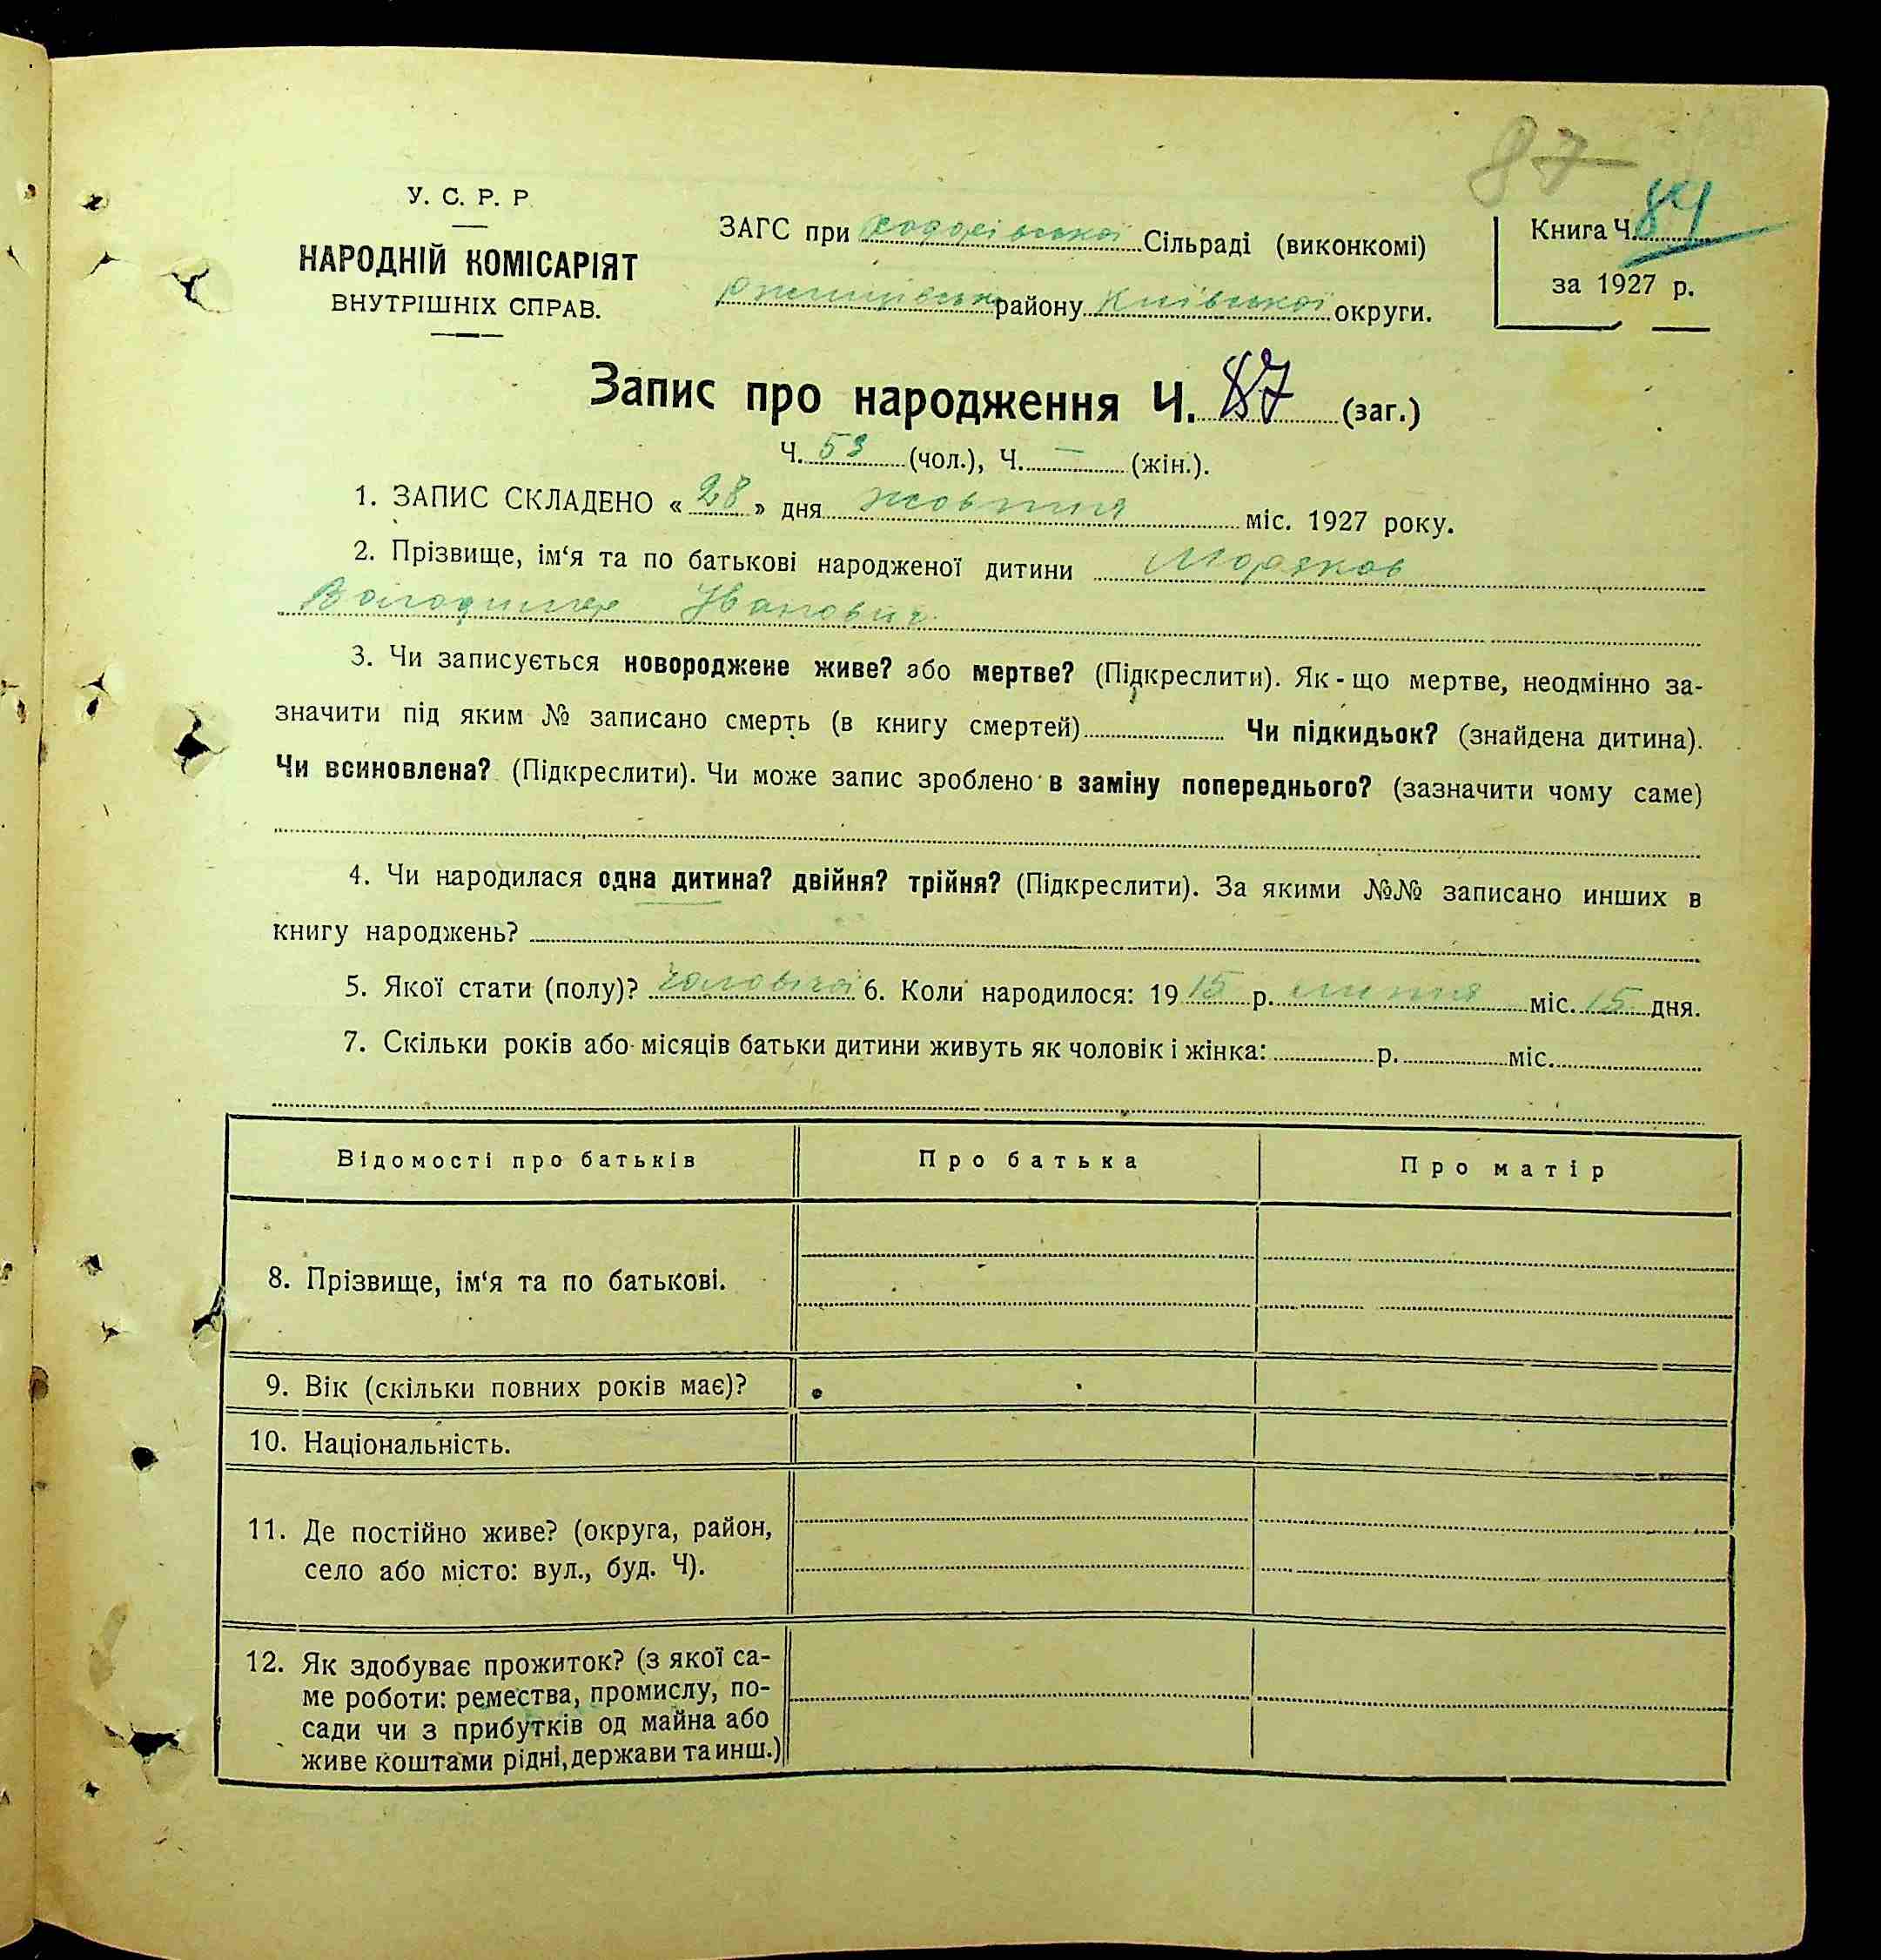 87
У. С. Р. Р
НАРОДНІЙ КОМІСАРІЯТ
ВНУТРІШНІХ СПРАВ.
ЗАГС при Ходорівської Сільраді (виконкомі)
Ржищівськ району Київської округи.
Книга Ч. 84
за 1927 р.
Запис про народження Ч. 87 (заг.)
Ч. 53 (чол.), Ч. — (жін.).
1. ЗАПИС СКЛАДЕНО « 28 » дня жовтня міс. 1927 року.
2. Прізвище, ім‘я та по батькові народженої дитини Моряков
Володимер Іванович
3. Чи записується новороджене живе? або мертве? (Підкреслити). Як-що мертве, неодмінно за-
значити під яким № записано смерть (в книгу смертей) Чи підкидьок? (знайдена дитина).
Чи всиновлена? (Підкреслити). Чи може запис зроблено в заміну попереднього? (зазначити чому саме)
4. Чи народилася одна дитина? двійня? трійня? (Підкреслити). За якими №№ записано инших в
книгу народжень?
5. Якої стати (полу)? Чоловічої 6. Коли народилося: 1915 р. липня міс. 15 дня.
7. Скільки років або місяців батьки дитини живуть як чоловік і жінка: р. міс.
Відомості про батьків Про батька Про матір
8. Прізвище, ім‘я та по батькові.
9. Вік (скільки повних років має)?
10. Національність.
11. Де постійно живе? (округа, район,
село або місто: вул., буд. Ч).
12. Як здобуває прожиток? (з якої са-
ме роботи: ремества, промислу, по-
сади чи з прибутків од майна або
живе коштами рідні, держави та инш.)